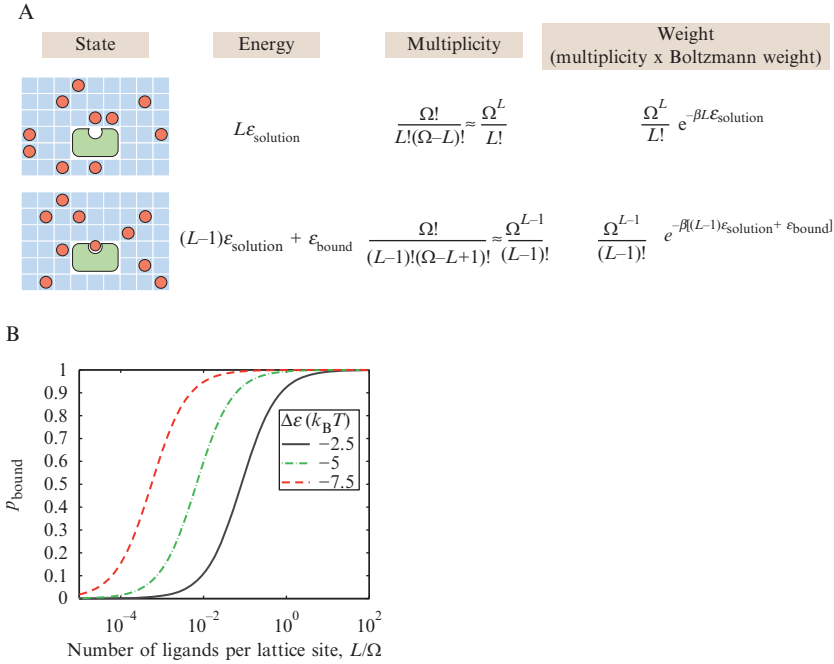 A
State Energy Multiplicity Weight
(multiplicity x Boltzmann weight)
Lε_solution Ω!/(L!(Ω–L)!) ≈ Ω^L/L! Ω^L/L! e^(–βLε_solution)
(L–1)ε_solution + ε_bound Ω!/((L–1)!(Ω–L+1)!) ≈ Ω^(L–1)/(L–1)! Ω^(L–1)/(L–1)! e^(–β[(L–1)ε_solution + ε_bound])
B
1
0.9
0.8
0.7
0.6
0.5
0.4
0.3
0.2
0.1
0
p_bound
Δε (k_BT)
−2.5
−5
−7.5
10^−4 10^−2 10^0 10^2
Number of ligands per lattice site, L/Ω